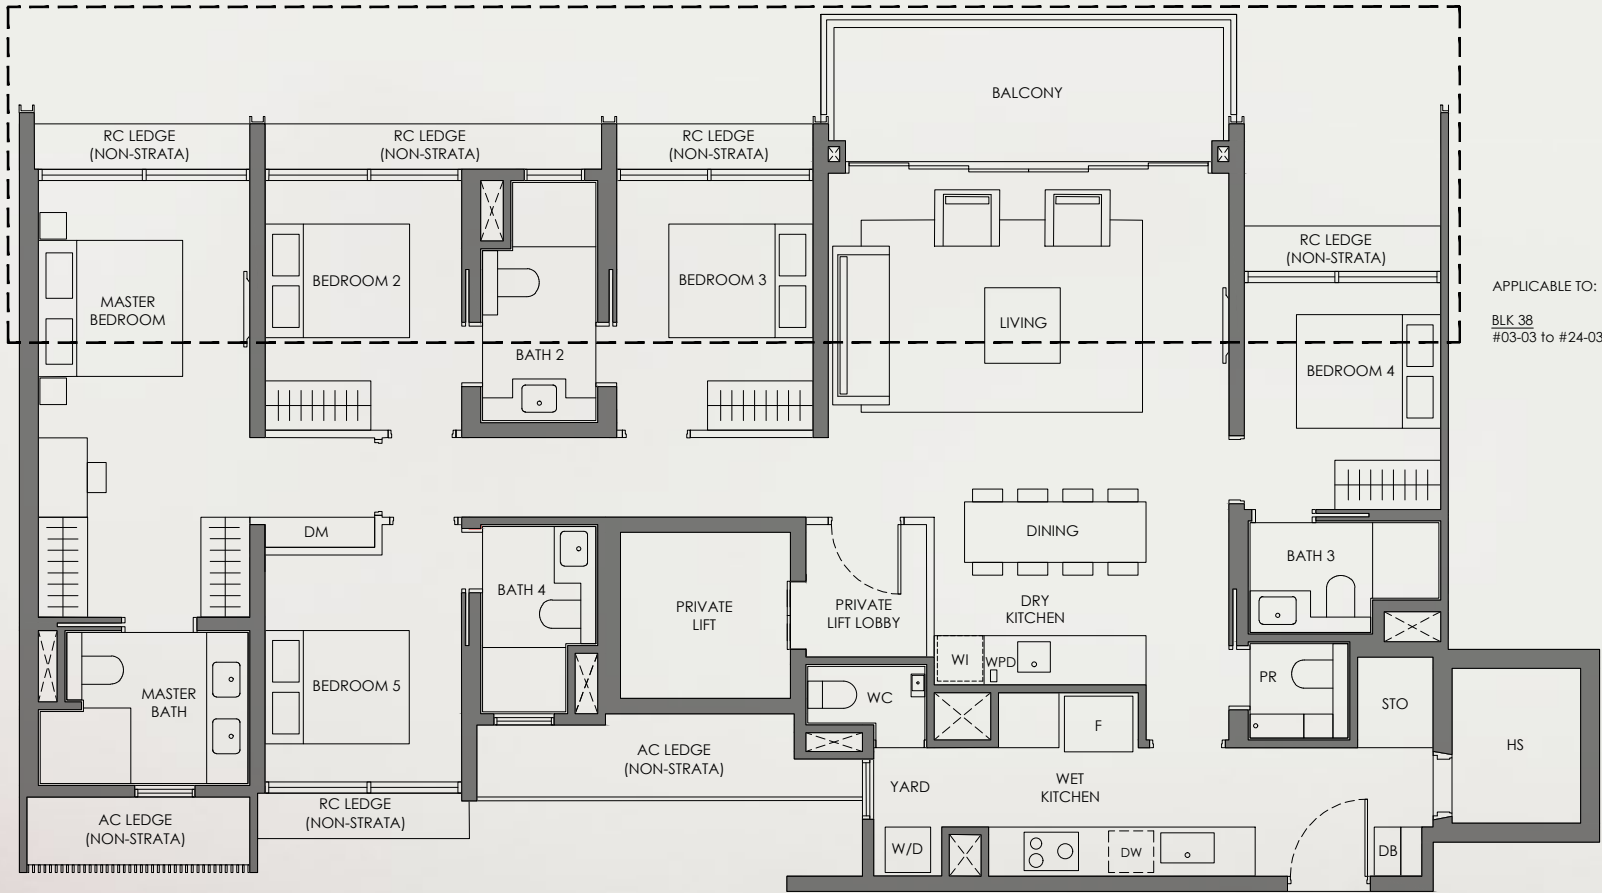 BALCONY
RC LEDGE
(NON-STRATA)
RC LEDGE
(NON-STRATA)
RC LEDGE
(NON-STRATA)
RC LEDGE
(NON-STRATA)
MASTER
BEDROOM
BEDROOM 2
BEDROOM 3
LIVING
BATH 2
BEDROOM 4
APPLICABLE TO:
BLK 38
#03-03 to #24-03
DM
DINING
BATH 3
BATH 4
PRIVATE
LIFT
PRIVATE
LIFT LOBBY
DRY
KITCHEN
WI
WPD
PR
MASTER
BATH
BEDROOM 5
WC
STO
F
HS
AC LEDGE
(NON-STRATA)
YARD
WET
KITCHEN
RC LEDGE
(NON-STRATA)
AC LEDGE
(NON-STRATA)
W/D
DW
DB